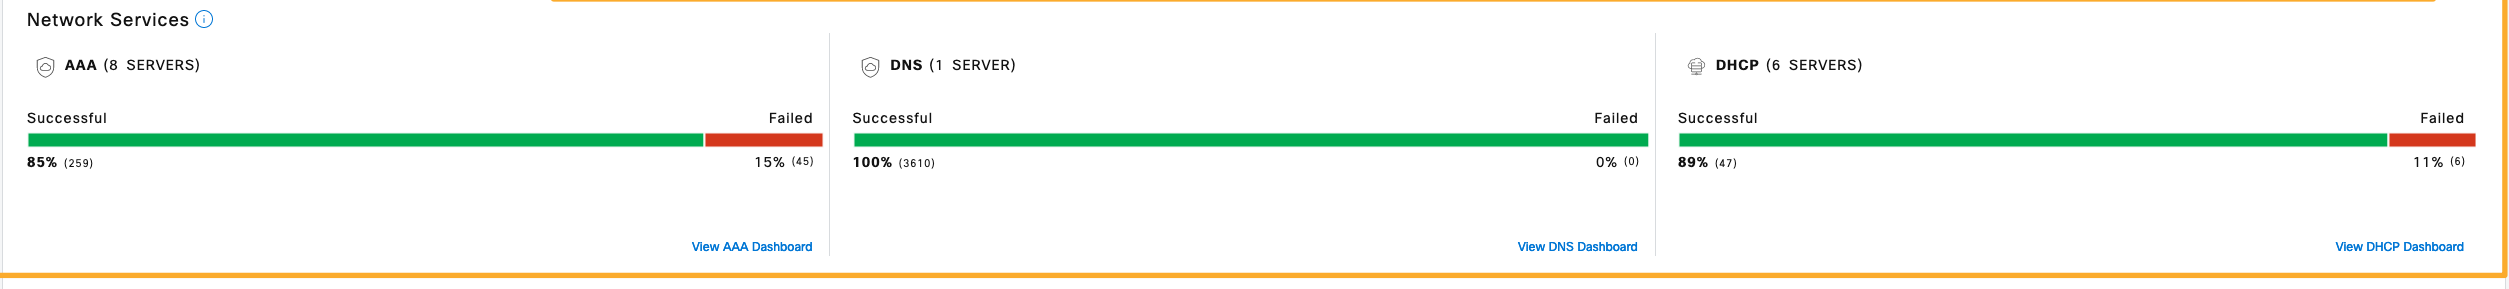 Network Services
AAA (8 SERVERS)
Successful
Failed
85% (259)
15% (45)
View AAA Dashboard
DNS (1 SERVER)
Successful
Failed
100% (3610)
0% (0)
View DNS Dashboard
DHCP (6 SERVERS)
Successful
Failed
89% (47)
11% (6)
View DHCP Dashboard